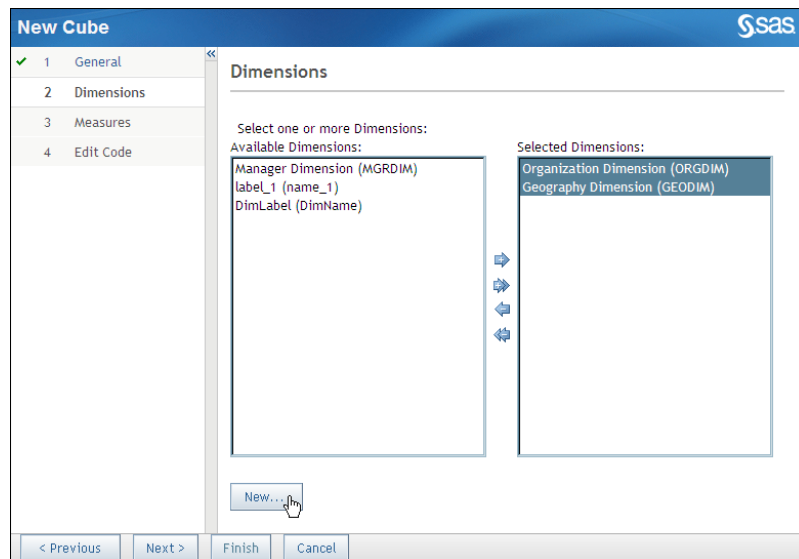 New Cube
sas
1 General
2 Dimensions
3 Measures
4 Edit Code
«
Dimensions
Select one or more Dimensions:
Available Dimensions:
Manager Dimension (MGRDIM)
label_1 (name_1)
DimLabel (DimName)
Selected Dimensions:
Organization Dimension (ORGDIM)
Geography Dimension (GEODIM)
New...
< Previous
Next >
Finish
Cancel